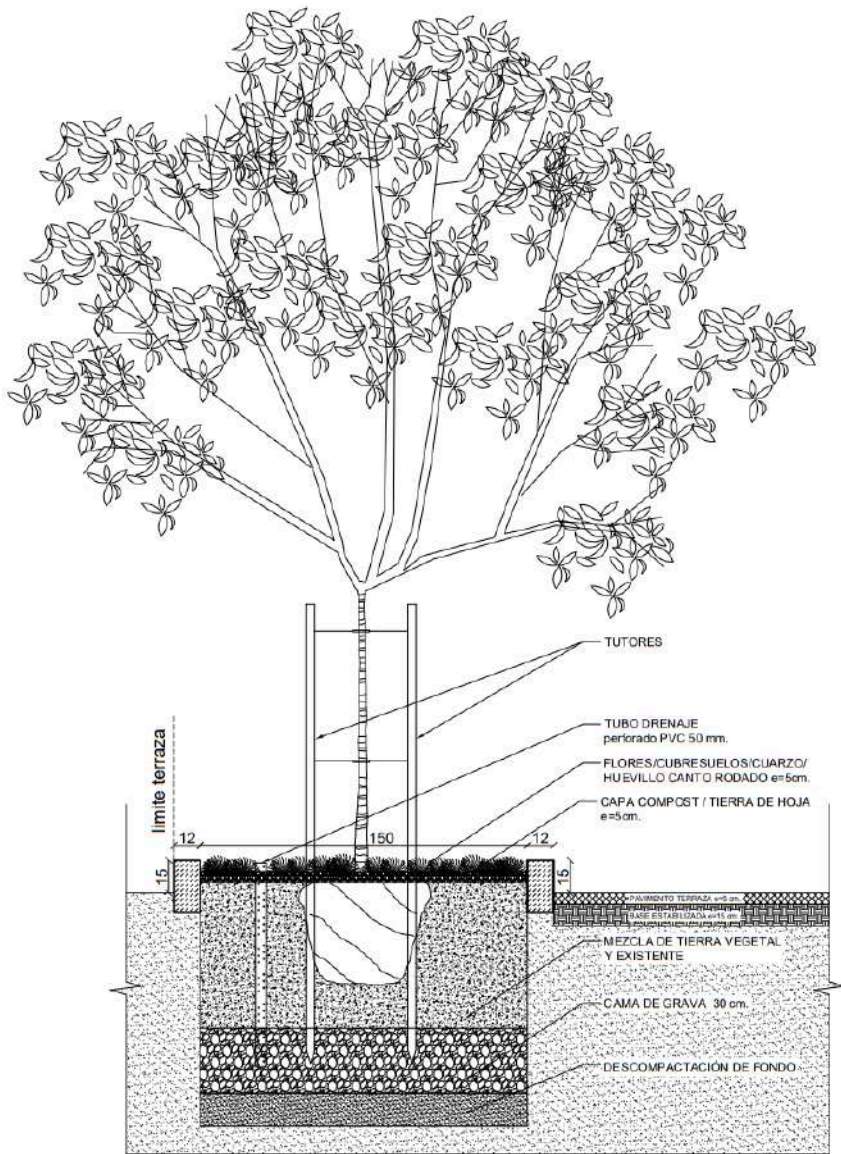 TUTORES
TUBO DRENAJE
perforado PVC 50 mm.
FLORES/CUBRESUELOS/CUARZO/
HUEVILLO CANTO RODADO e=5cm.
CAPA COMPOST / TIERRA DE HOJA
e=5cm.
limite terraza
12
150
12
15
15
PAVIMENTO TERRAZA e=6 cm.
BASE ESTABILIZADA e=15 cm.
MEZCLA DE TIERRA VEGETAL
Y EXISTENTE
CAMA DE GRAVA 30 cm.
DESCOMPACTACIÓN DE FONDO